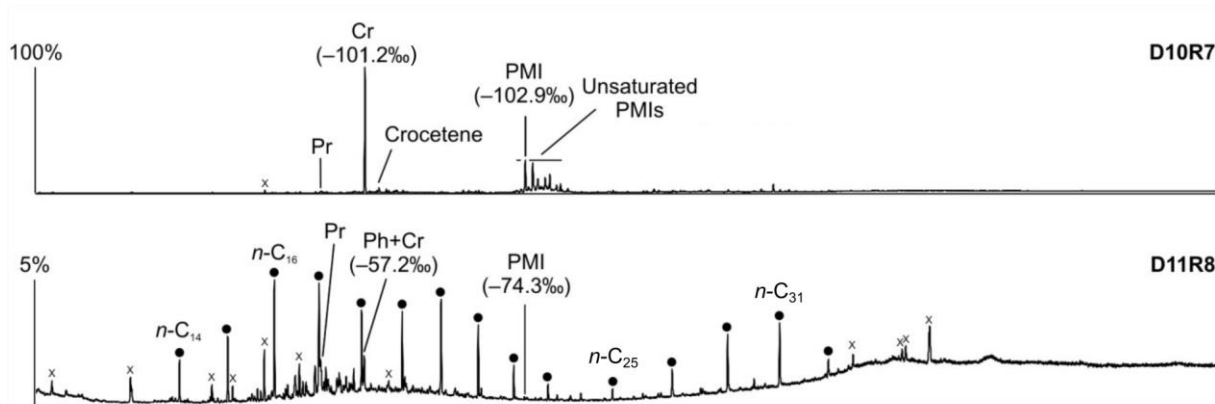 100%
Cr
(–101.2‰)
D10R7
PMI
(–102.9‰)
Unsaturated
PMIs
Pr
Crocetene
x
5%
n-C₁₆
Pr
Ph+Cr
(–57.2‰)
PMI
(–74.3‰)
D11R8
n-C₁₄
n-C₃₁
n-C₂₅
x
x
x
x
x
x
x
x
x
x
x